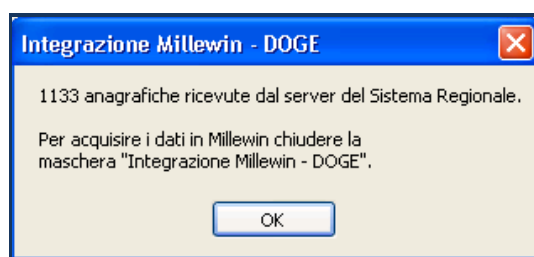 Integrazione Millewin - DOGE
1133 anagrafiche ricevute dal server del Sistema Regionale.
Per acquisire i dati in Millewin chiudere la
maschera "Integrazione Millewin - DOGE".
OK